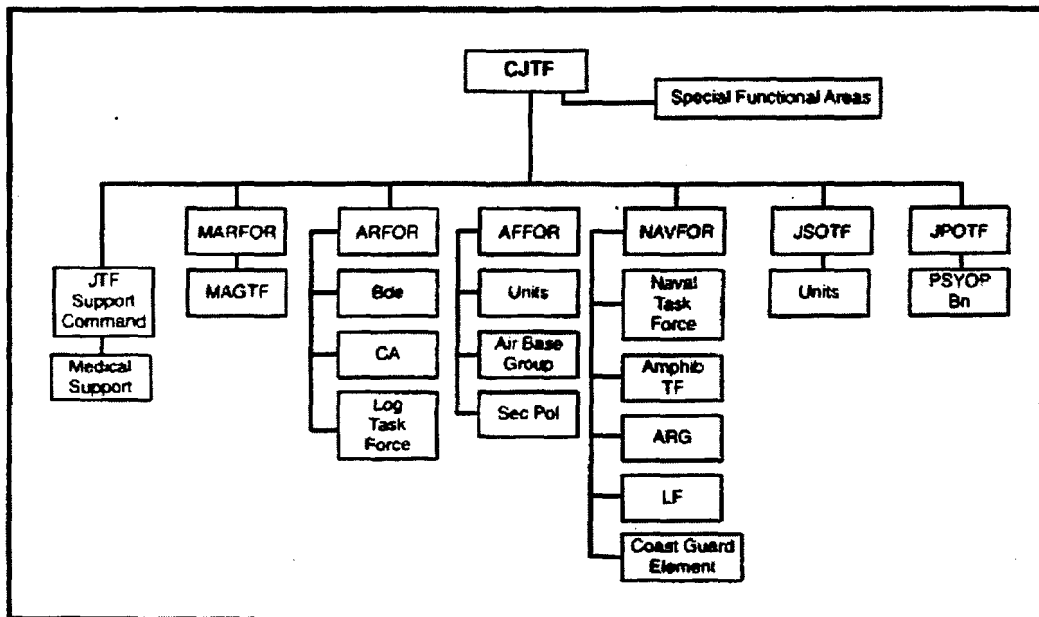 CJTF
Special Functional Areas
MARFOR
ARFOR
AFFOR
NAVFOR
JSOTF
JPOTF
JTF
Support
Command
MAGTF
Bde
Units
Naval
Task
Force
Units
PSYOP
Bn
Medical
Support
CA
Air Base
Group
Amphib
TF
Log
Task
Force
Sec Pol
ARG
LF
Coast Guard
Element